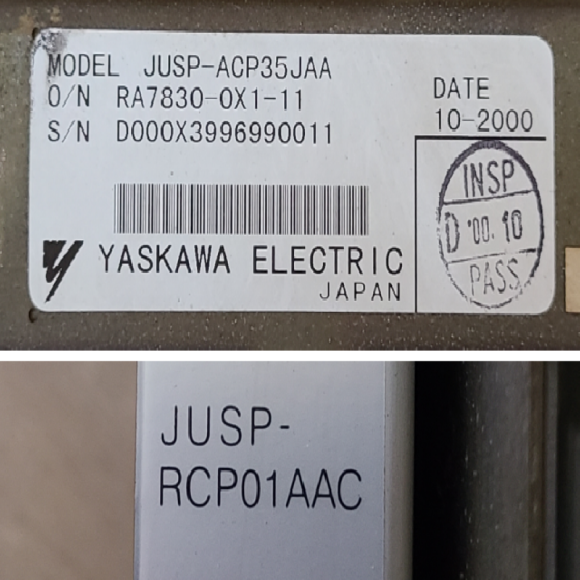 MODEL JUSP-ACP35JAA
O/N RA7830-0X1-11
S/N D000X3996990011
DATE
10-2000
INSP
D '00.10
PASS
YASKAWA ELECTRIC
JAPAN
JUSP-
RCP01AAC